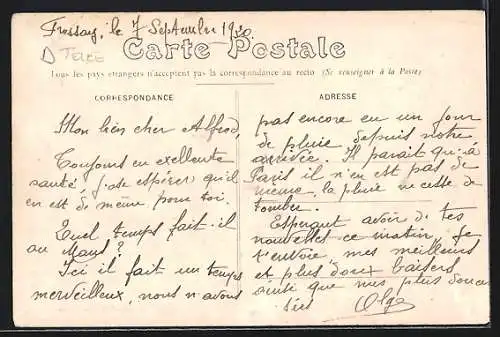 Frossay, le 7 Septembre 1930.
Carte Postale
Tous les pays étrangers n'acceptent pas la correspondance au recto (Se renseigner à la Poste)
CORRESPONDANCE
Mon bien cher Alfred,
Toujours en excellente
santé, j'ose espérer qu'il
en est de même pour toi.
Quel temps fait-il
au Mans ?
Ici il fait un temps
merveilleux, nous n'avons
ADRESSE
pas encore eu un jour
de pluie depuis notre
arrivée. Il paraît qu'à
Paris il n'en est pas de
même, la pluie ne cesse de
tomber.
Espérant avoir de tes
nouvelles ce matin, je
t'envoie mes meilleurs
et plus doux baisers
ainsi que mes plus douces
Olga